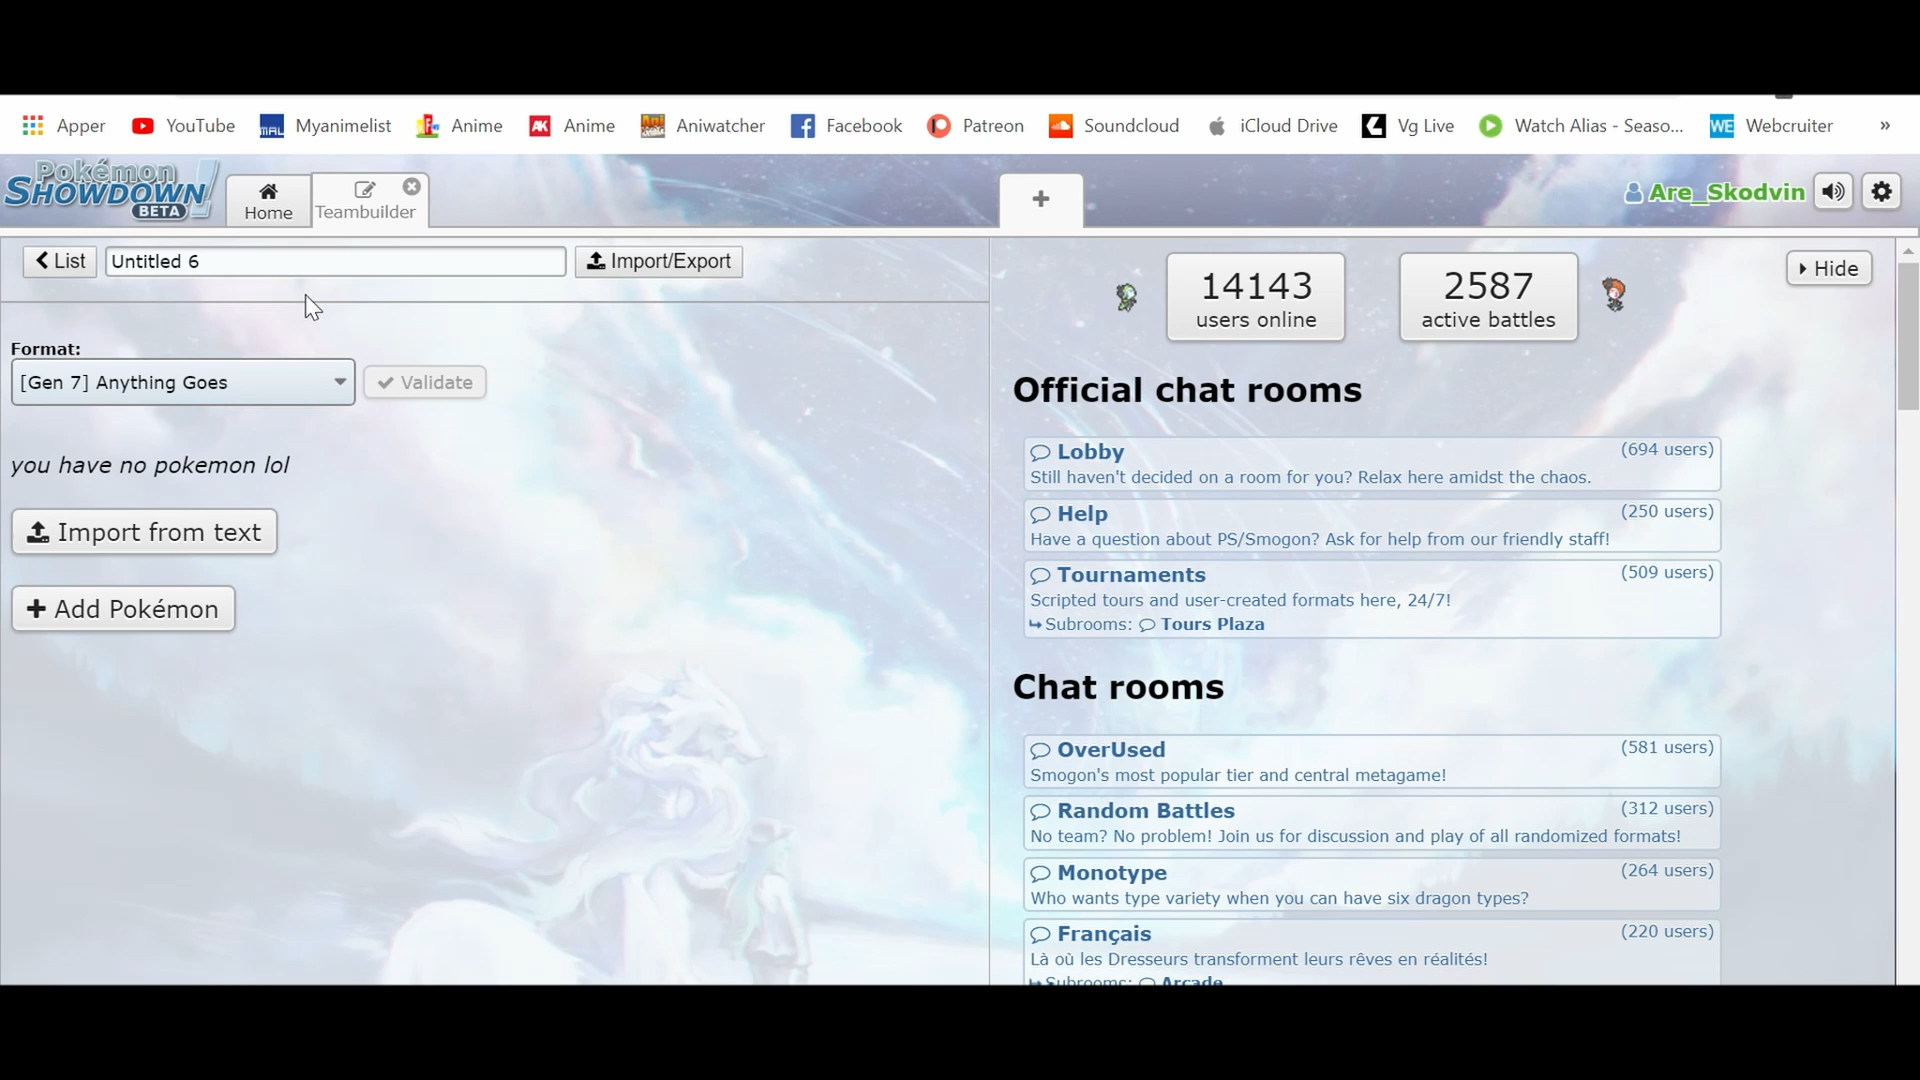 Apper YouTube MAL Myanimelist Anime AK Anime Aniwatcher Facebook Patreon Soundcloud iCloud Drive Vg Live Watch Alias - Seaso... WE Webcruiter »
Pokémon
SHOWDOWN!
BETA
Home
Teambuilder
+
Are_Skodvin
List
Untitled 6
Import/Export
Format:
[Gen 7] Anything Goes
Validate
you have no pokemon lol
Import from text
Add Pokémon
14143
users online
2587
active battles
Hide
Official chat rooms
Lobby (694 users)
Still haven't decided on a room for you? Relax here amidst the chaos.
Help (250 users)
Have a question about PS/Smogon? Ask for help from our friendly staff!
Tournaments (509 users)
Scripted tours and user-created formats here, 24/7!
Subrooms: Tours Plaza
Chat rooms
OverUsed (581 users)
Smogon's most popular tier and central metagame!
Random Battles (312 users)
No team? No problem! Join us for discussion and play of all randomized formats!
Monotype (264 users)
Who wants type variety when you can have six dragon types?
Français (220 users)
Là où les Dresseurs transforment leurs rêves en réalités!
Subrooms: Arcade